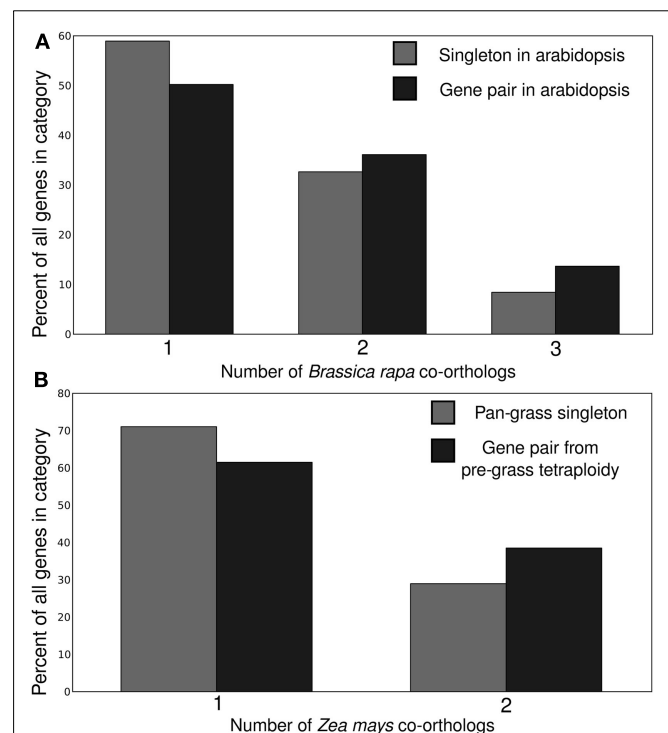 A
60
50
40
30
20
10
0
Percent of all genes in category
Singleton in arabidopsis
Gene pair in arabidopsis
1 2 3
Number of Brassica rapa co-orthologs
B
80
70
60
50
40
30
20
10
0
Percent of all genes in category
Pan-grass singleton
Gene pair from
pre-grass tetraploidy
1 2
Number of Zea mays co-orthologs